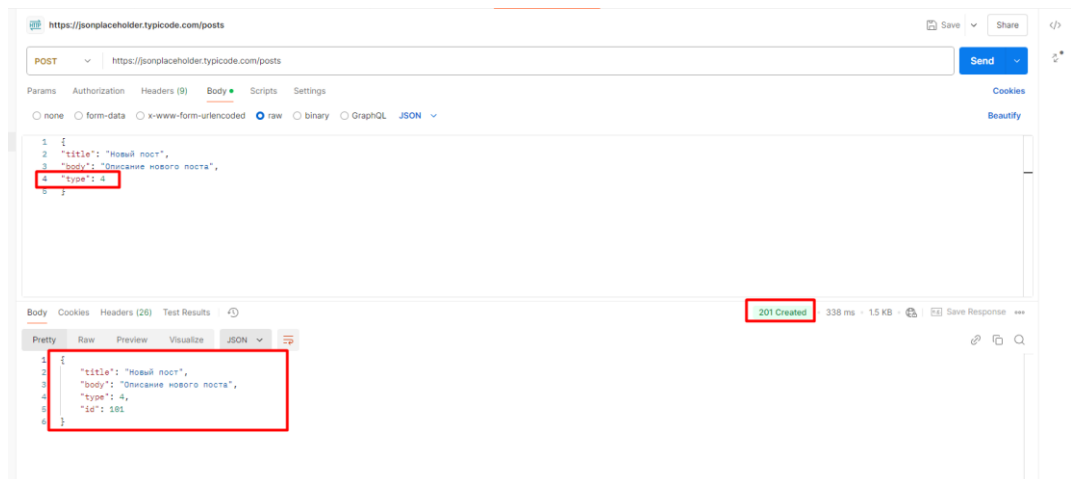 https://jsonplaceholder.typicode.com/posts Save Share
POST https://jsonplaceholder.typicode.com/posts Send
Params Authorization Headers (9) Body Scripts Settings Cookies
none form-data x-www-form-urlencoded raw binary GraphQL JSON Beautify
1 {
2 "title": "Новый пост",
3 "body": "Описание нового поста",
4 "type": 4
5 }
Body Cookies Headers (26) Test Results 201 Created 338 ms 1.5 KB Save Response
Pretty Raw Preview Visualize JSON
1 {
2 "title": "Новый пост",
3 "body": "Описание нового поста",
4 "type": 4,
5 "id": 101
6 }